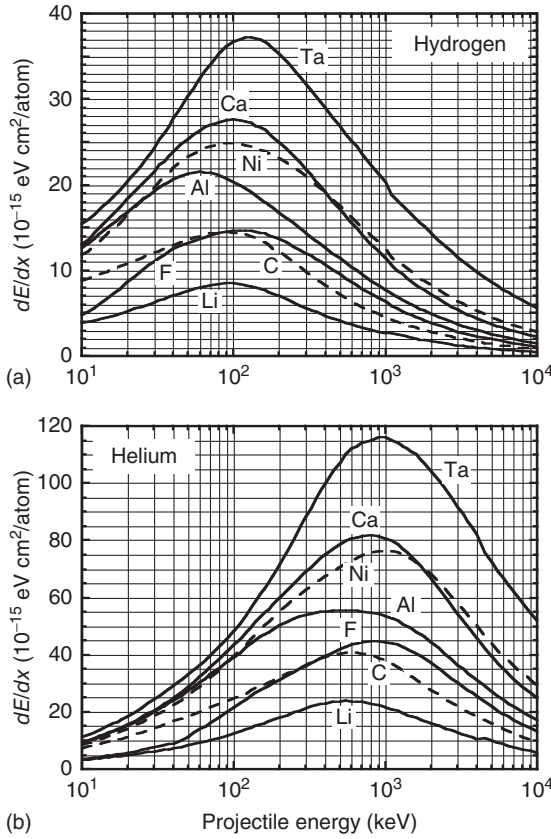 40
30
20
10
0
dE/dx (10⁻¹⁵ eV cm²/atom)
Hydrogen
Ta
Ca
Ni
Al
F
C
Li
(a)
10¹ 10² 10³ 10⁴
120
100
80
60
40
20
0
dE/dx (10⁻¹⁵ eV cm²/atom)
Helium
Ta
Ca
Ni
Al
F
C
Li
10¹ 10² 10³ 10⁴
(b)
Projectile energy (keV)